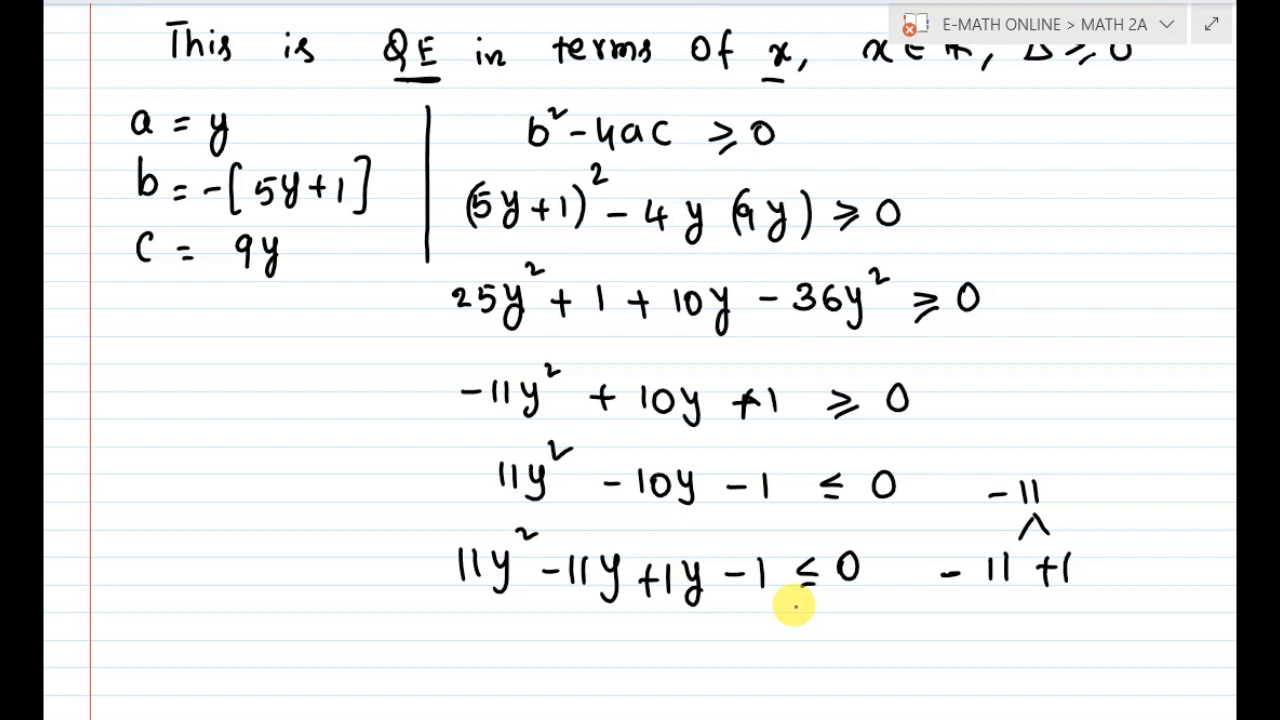 E-MATH ONLINE > MATH 2A
This is QE in terms of x, x ∈ R, Δ ≥ 0
a = y
b = -[5y+1]
c = 9y
b² - 4ac ≥ 0
(5y+1)² - 4y(9y) ≥ 0
25y² + 1 + 10y - 36y² ≥ 0
-11y² + 10y + 1 ≥ 0
11y² - 10y - 1 ≤ 0
-11
11y² - 11y + 1y - 1 ≤ 0
- 11 +1